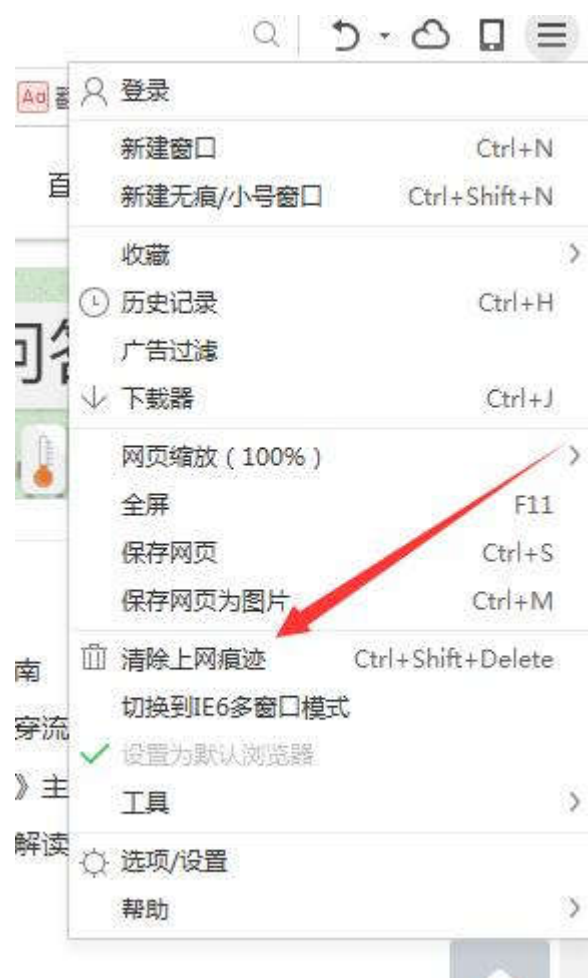 Ad
登录
新建窗口 Ctrl+N
百
新建无痕/小号窗口 Ctrl+Shift+N
收藏
历史记录 Ctrl+H
广告过滤
下载器 Ctrl+J
网页缩放（100%）
全屏 F11
保存网页 Ctrl+S
保存网页为图片 Ctrl+M
清除上网痕迹 Ctrl+Shift+Delete
南
切换到IE6多窗口模式
穿流
设置为默认浏览器
》主
工具
解读
选项/设置
帮助